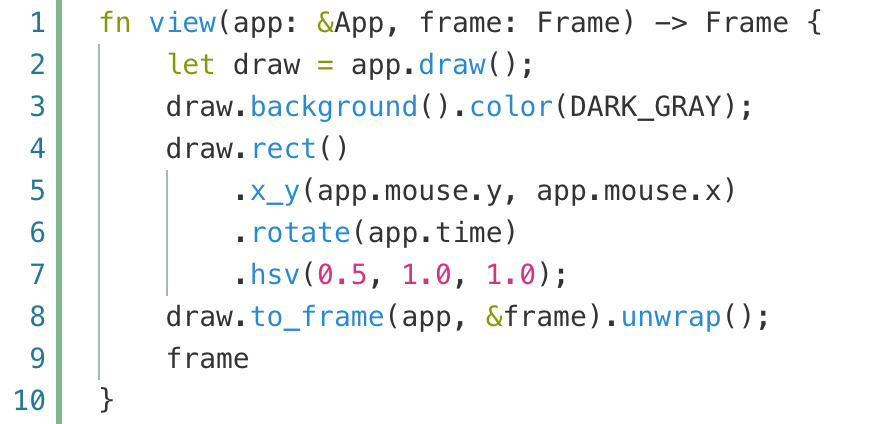 1 fn view(app: &App, frame: Frame) -> Frame {
2     let draw = app.draw();
3     draw.background().color(DARK_GRAY);
4     draw.rect()
5         .x_y(app.mouse.y, app.mouse.x)
6         .rotate(app.time)
7         .hsv(0.5, 1.0, 1.0);
8     draw.to_frame(app, &frame).unwrap();
9     frame
10 }